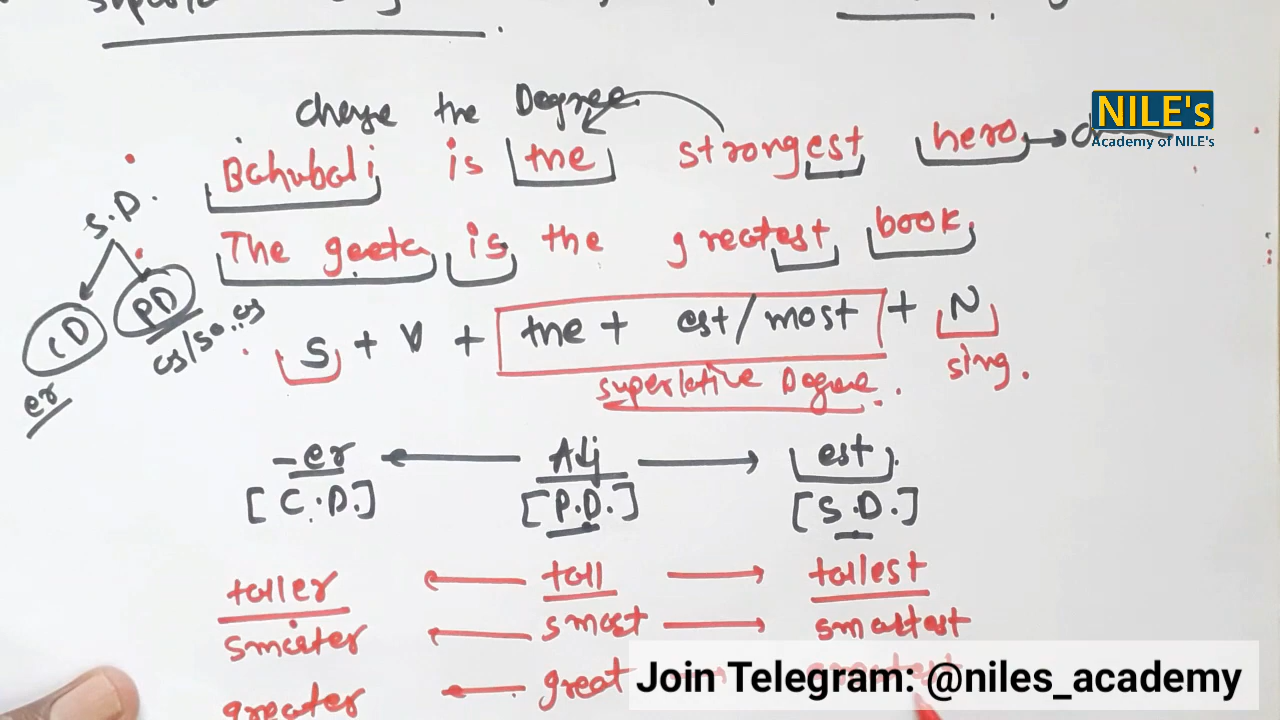 change the Degree.
NILE's
Academy of NILE's
Bahubali is the strongest hero →
S.D.
The geeta is the greatest book.
CD PD
er as/so..as
S + V + the + est/most + N
superlative Degree. sing.
-er ← Adj → est
[C.D.] [P.D.] [S.D.]
taller ← tall → tallest
smarter ← smart → smartest
greater ← great
Join Telegram: @niles_academy